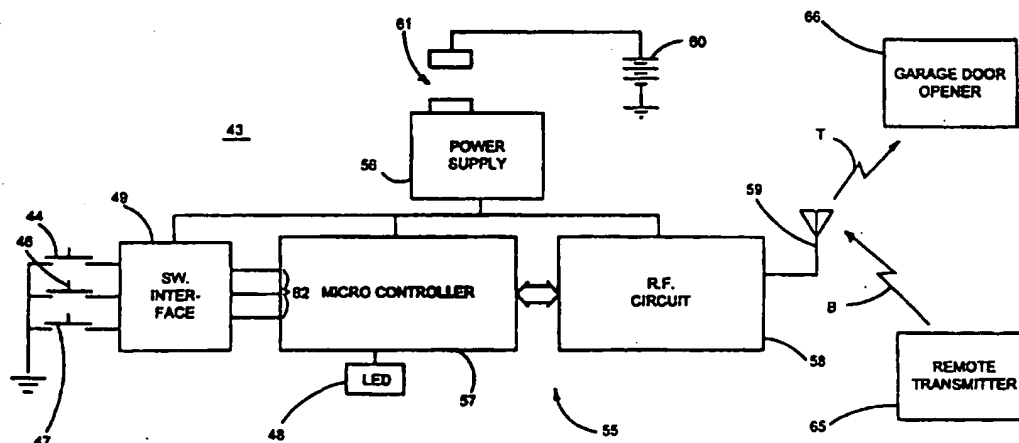 61
60
66
GARAGE DOOR
OPENER
43
POWER
SUPPLY
56
T
59
49
44
46
SW.
INTER-
FACE
62
MICRO CONTROLLER
R.F.
CIRCUIT
B
58
REMOTE
TRANSMITTER
LED
57
47
48
55
65